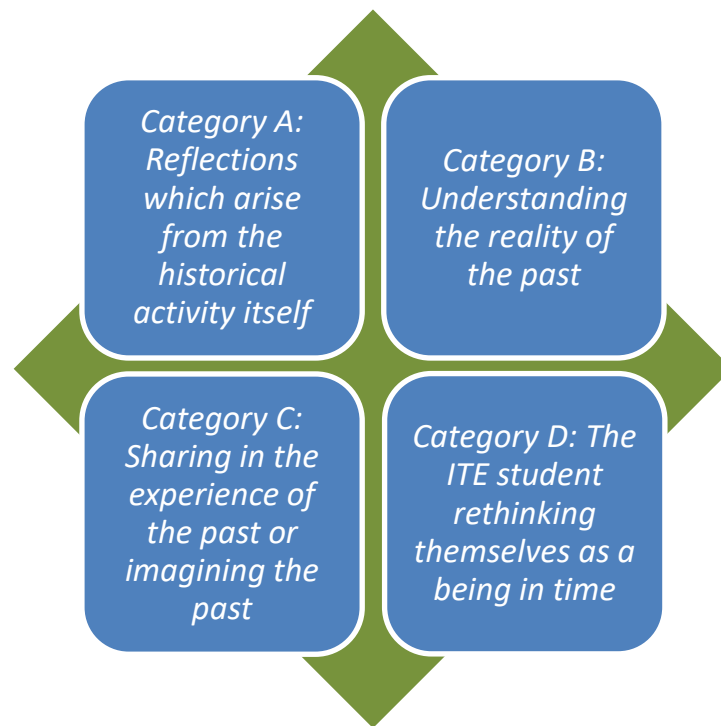 Category A:
Reflections
which arise
from the
historical
activity itself
Category B:
Understanding
the reality of
the past
Category C:
Sharing in the
experience of
the past or
imagining the
past
Category D: The
ITE student
rethinking
themselves as a
being in time